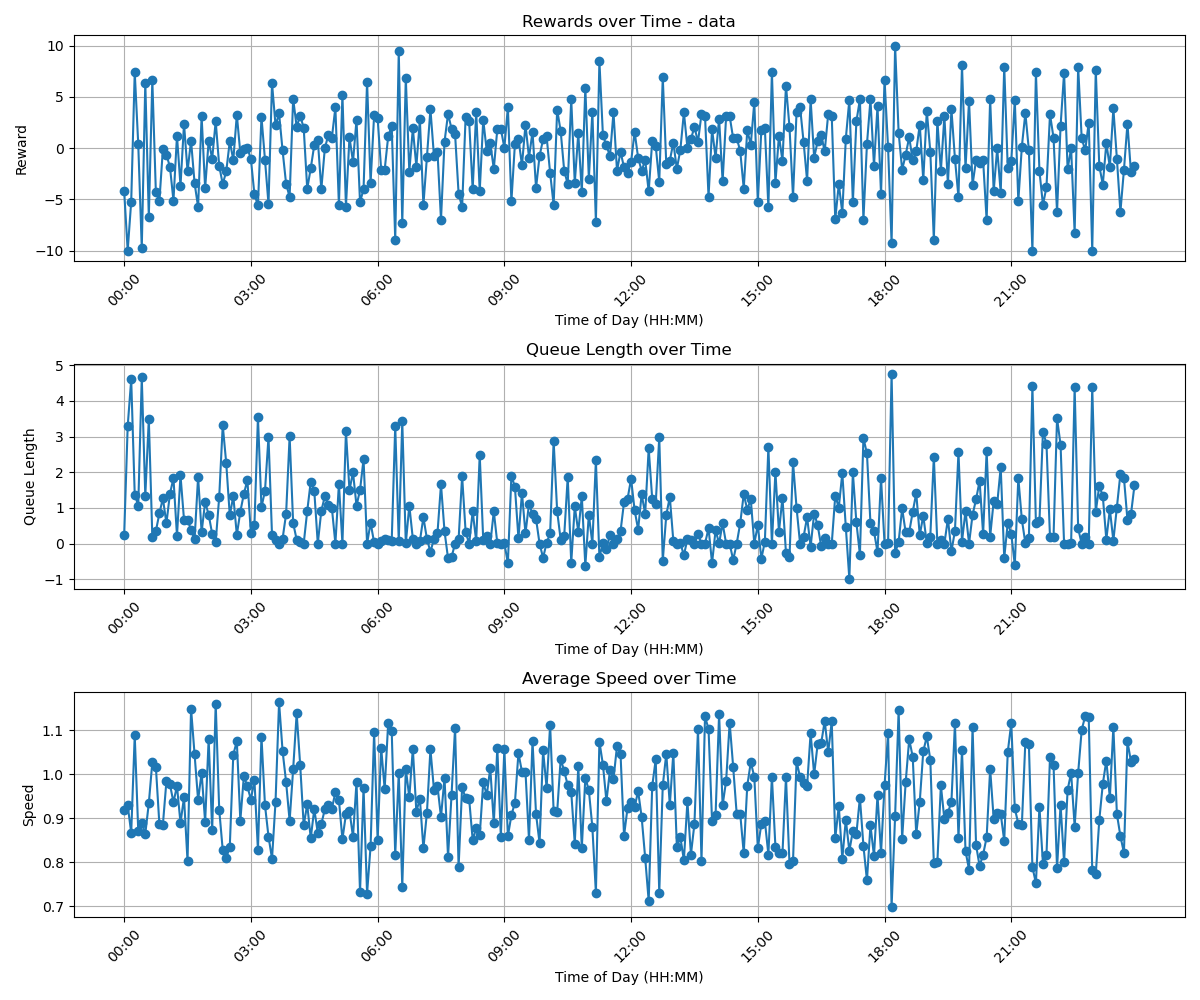 Rewards over Time - data
10
5
0
−5
−10
Reward
00:00 03:00 06:00 09:00 12:00 15:00 18:00 21:00
Time of Day (HH:MM)
Queue Length over Time
5
4
3
2
1
0
−1
Queue Length
00:00 03:00 06:00 09:00 12:00 15:00 18:00 21:00
Time of Day (HH:MM)
Average Speed over Time
1.1
1.0
0.9
0.8
0.7
Speed
00:00 03:00 06:00 09:00 12:00 15:00 18:00 21:00
Time of Day (HH:MM)